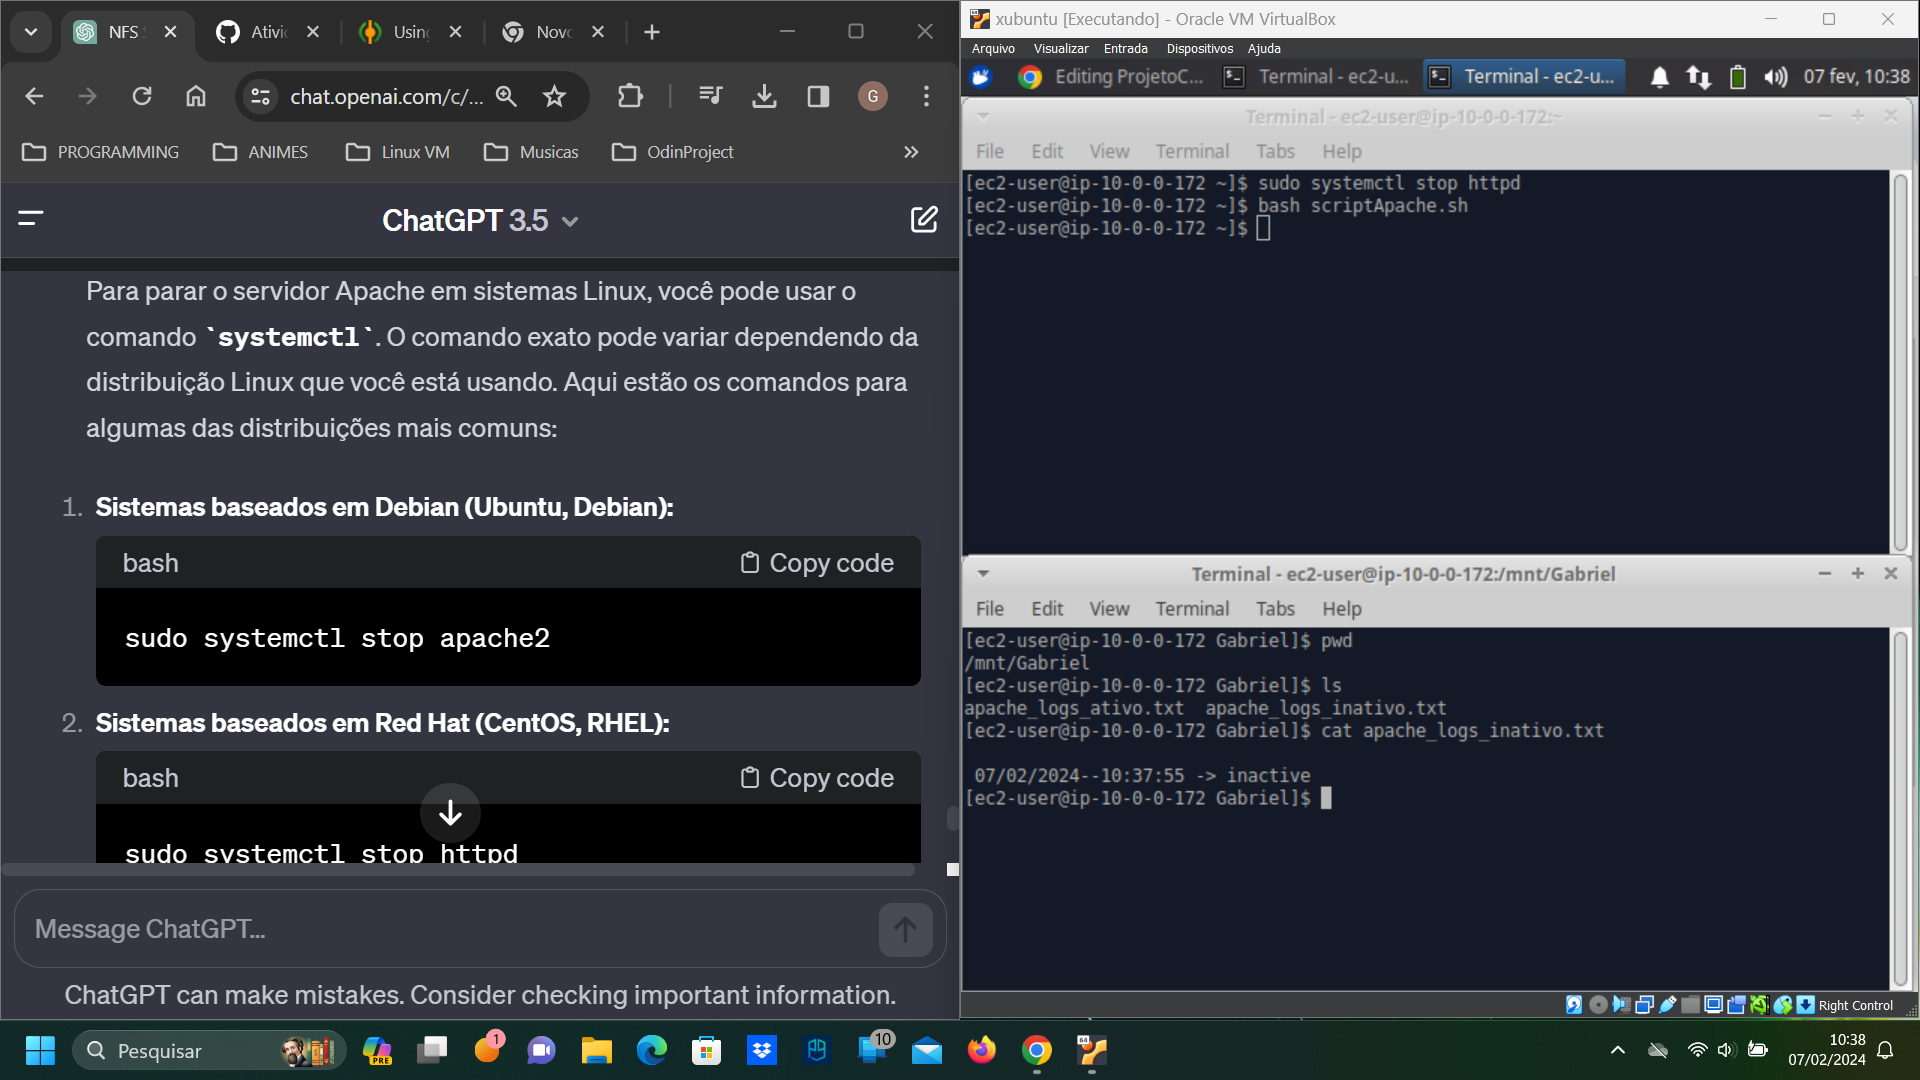 NFS
Ativi
Using
Novo
chat.openai.com/c/...
G
PROGRAMMING
ANIMES
Linux VM
Musicas
OdinProject
ChatGPT 3.5
Para parar o servidor Apache em sistemas Linux, você pode usar o
comando `systemctl`. O comando exato pode variar dependendo da
distribuição Linux que você está usando. Aqui estão os comandos para
algumas das distribuições mais comuns:
1. Sistemas baseados em Debian (Ubuntu, Debian):
bash
Copy code
sudo systemctl stop apache2
2. Sistemas baseados em Red Hat (CentOS, RHEL):
bash
Copy code
sudo systemctl stop httpd
Message ChatGPT...
ChatGPT can make mistakes. Consider checking important information.
xubuntu [Executando] - Oracle VM VirtualBox
Arquivo Visualizar Entrada Dispositivos Ajuda
Editing ProjetoC...
Terminal - ec2-u...
Terminal - ec2-u...
07 fev, 10:38
Terminal - ec2-user@ip-10-0-0-172:~
File Edit View Terminal Tabs Help
[ec2-user@ip-10-0-0-172 ~]$ sudo systemctl stop httpd
[ec2-user@ip-10-0-0-172 ~]$ bash scriptApache.sh
[ec2-user@ip-10-0-0-172 ~]$
Terminal - ec2-user@ip-10-0-0-172:/mnt/Gabriel
File Edit View Terminal Tabs Help
[ec2-user@ip-10-0-0-172 Gabriel]$ pwd
/mnt/Gabriel
[ec2-user@ip-10-0-0-172 Gabriel]$ ls
apache_logs_ativo.txt apache_logs_inativo.txt
[ec2-user@ip-10-0-0-172 Gabriel]$ cat apache_logs_inativo.txt
07/02/2024--10:37:55 -> inactive
[ec2-user@ip-10-0-0-172 Gabriel]$
Right Control
Pesquisar
PRE
1
10
64
10:38
07/02/2024